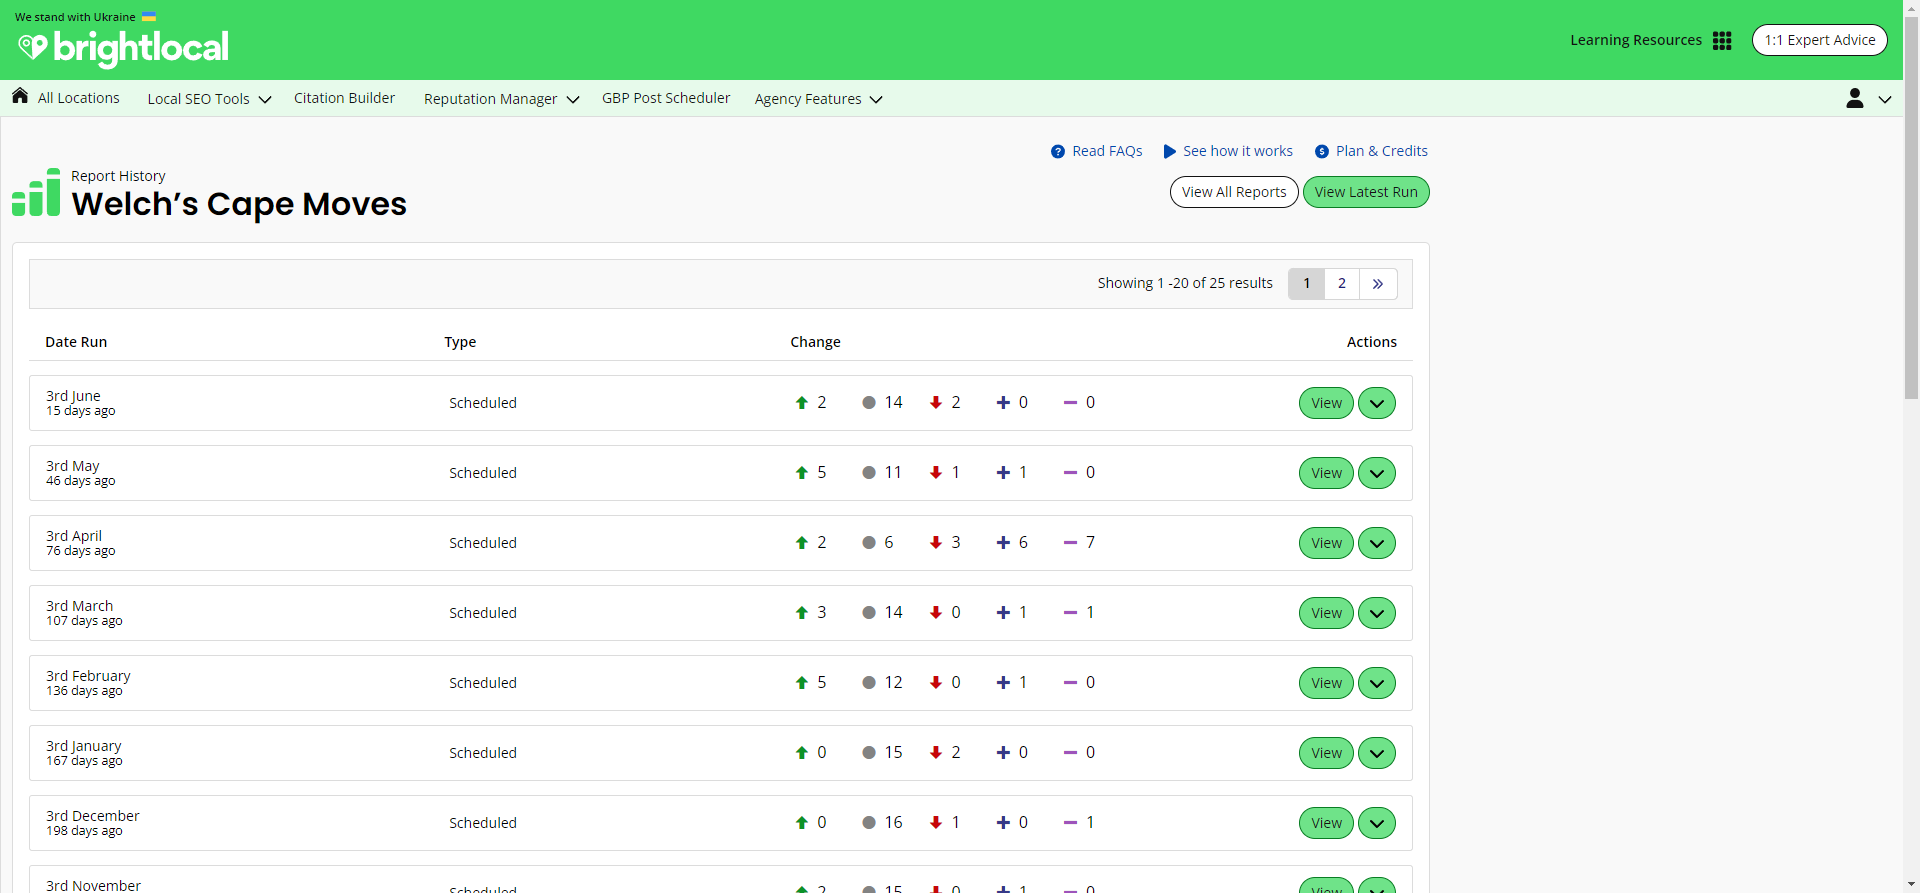 We stand with Ukraine
brightlocal
Learning Resources
1:1 Expert Advice
All Locations
Local SEO Tools
Citation Builder
Reputation Manager
GBP Post Scheduler
Agency Features
Read FAQs
See how it works
Plan & Credits
Report History
Welch’s Cape Moves
View All Reports
View Latest Run
Showing 1 -20 of 25 results
1 2 »
Date Run Type Change Actions
3rd June
15 days ago
Scheduled 2 14 2 0 0 View
3rd May
46 days ago
Scheduled 5 11 1 1 0 View
3rd April
76 days ago
Scheduled 2 6 3 6 7 View
3rd March
107 days ago
Scheduled 3 14 0 1 1 View
3rd February
136 days ago
Scheduled 5 12 0 1 0 View
3rd January
167 days ago
Scheduled 0 15 2 0 0 View
3rd December
198 days ago
Scheduled 0 16 1 0 1 View
3rd November
Scheduled 2 15 0 1 0 View